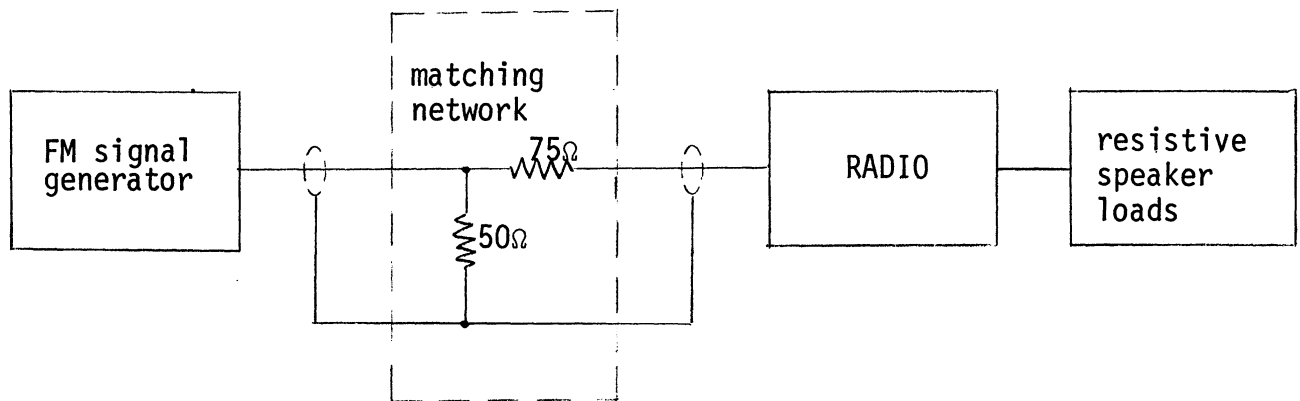 FM signal
generator
matching
network
75Ω
50Ω
RADIO
resistive
speaker
loads